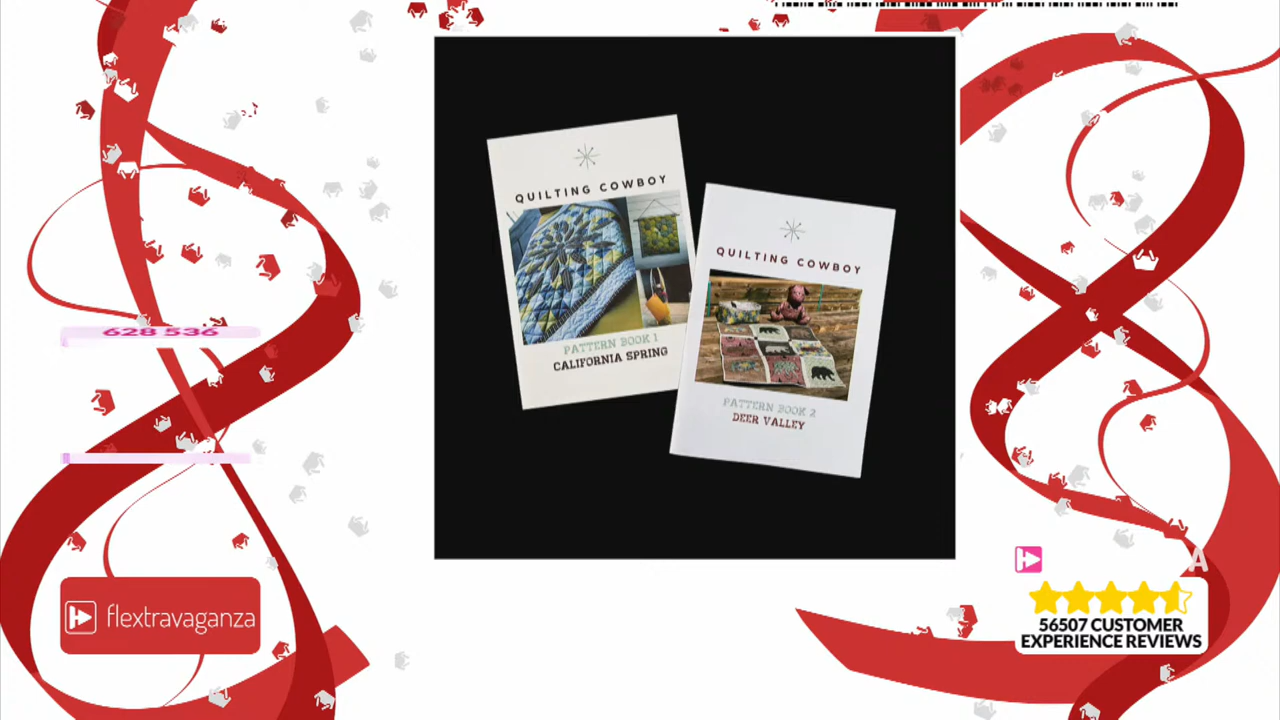 QUILTING COWBOY
PATTERN BOOK 1
CALIFORNIA SPRING
QUILTING COWBOY
PATTERN BOOK 2
DEER VALLEY
628 536
flextravaganza
A
56507 CUSTOMER
EXPERIENCE REVIEWS